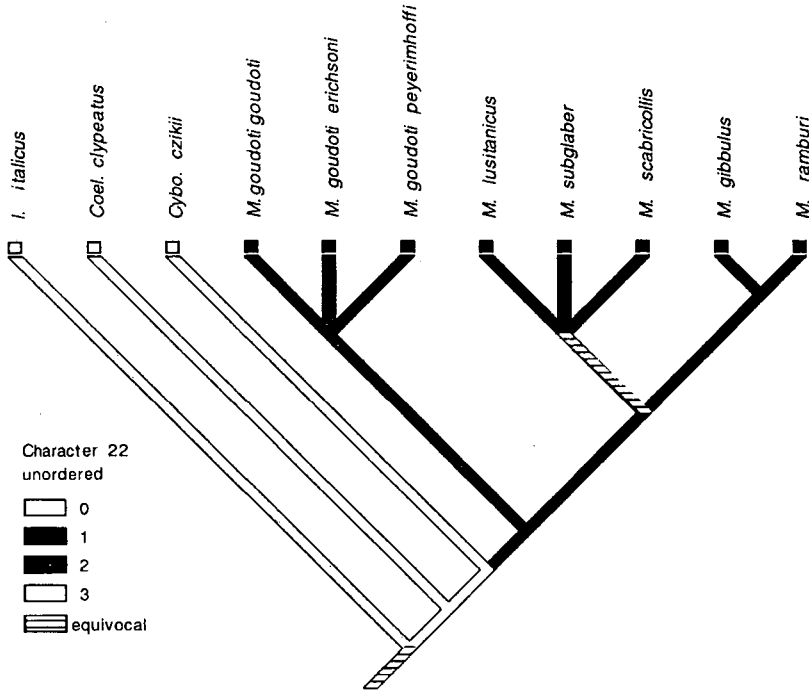 I. italicus
Coel. clypeatus
Cybo. czikii
M. goudoti goudoti
M. goudoti erichsoni
M. goudoti peyerimhoffi
M. lusitanicus
M. subglaber
M. scabricollis
M. gibbulus
M. ramburi
Character 22
unordered
0
1
2
3
equivocal